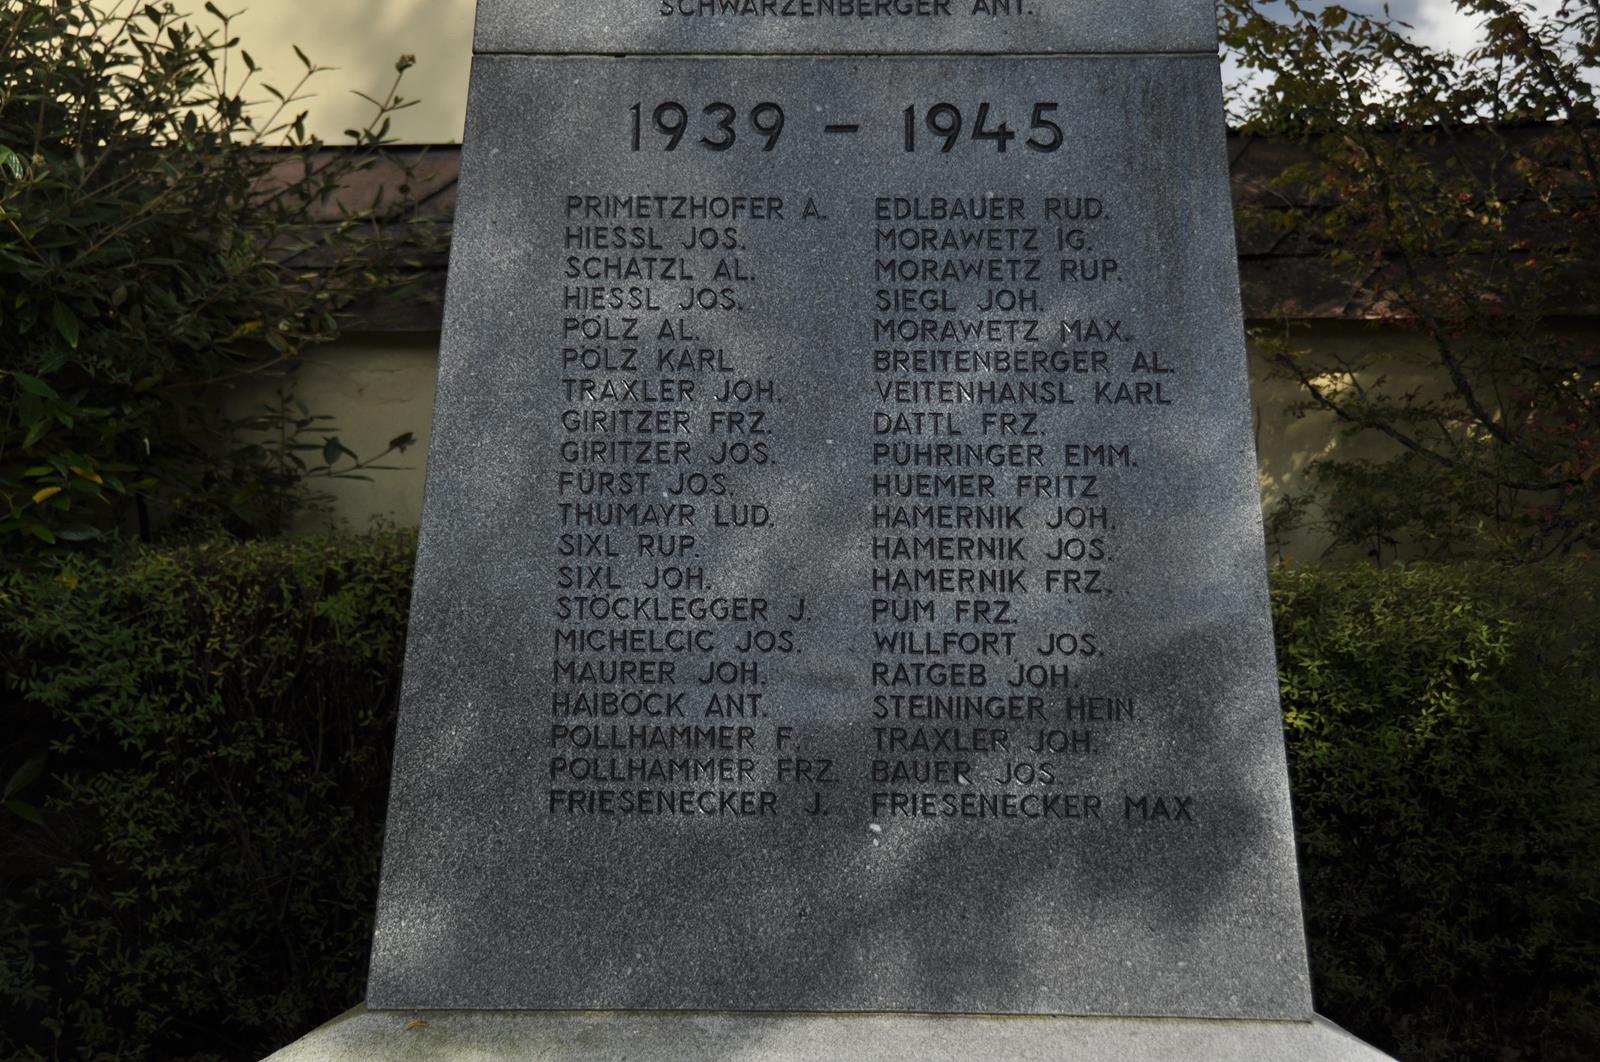 SCHWARZENBERGER ANT.
1939 – 1945
PRIMETZHOFER A.
HIESSL JOS.
SCHATZL AL.
HIESSL JOS.
PÖLZ AL.
PÖLZ KARL
TRAXLER JOH.
GIRITZER FRZ.
GIRITZER JOS.
FÜRST JOS.
THUMAYR LUD.
SIXL RUP.
SIXL JOH.
STÖCKLEGGER J.
MICHELCIC JOS.
MAURER JOH.
HAIBÖCK ANT.
POLLHAMMER F.
POLLHAMMER FRZ.
FRIESENECKER J.
EDLBAUER RUD.
MORAWETZ IG.
MORAWETZ RUP.
SIEGL JOH.
MORAWETZ MAX.
BREITENBERGER AL.
VEITENHANSL KARL
DATTL FRZ.
PÜHRINGER EMM.
HUEMER FRITZ
HAMERNIK JOH.
HAMERNIK JOS.
HAMERNIK FRZ.
PUM FRZ.
WILLFORT JOS.
RATGEB JOH.
STEININGER HEIN.
TRAXLER JOH.
BAUER JOS.
FRIESENECKER MAX